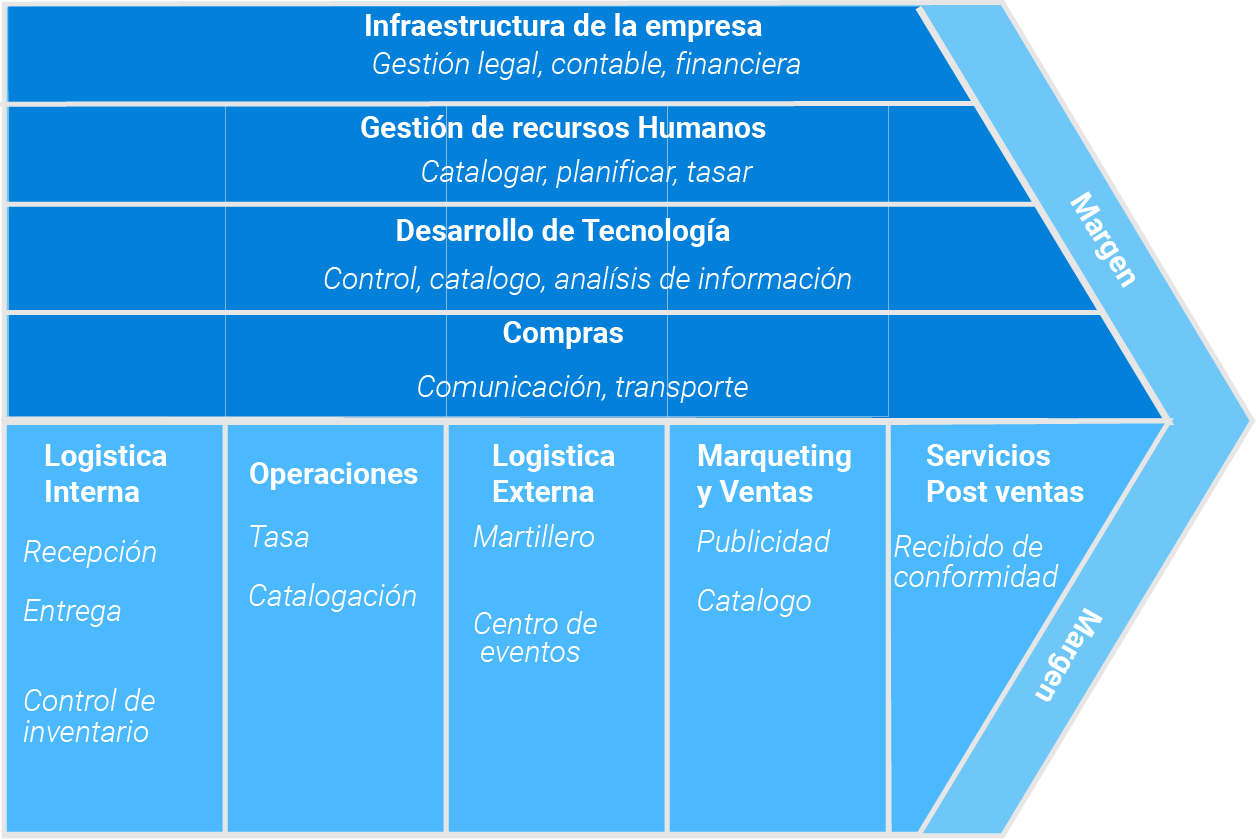 Infraestructura de la empresa
Gestión legal, contable, financiera
Gestión de recursos Humanos
Catalogar, planificar, tasar
Desarrollo de Tecnología
Control, catalogo, analísis de información
Compras
Comunicación, transporte
Margen
Logistica
Interna
Recepción
Entrega
Control de
inventario
Operaciones
Tasa
Catalogación
Logistica
Externa
Martillero
Centro de
eventos
Marqueting
y Ventas
Publicidad
Catalogo
Servicios
Post ventas
Recibido de
conformidad
Margen